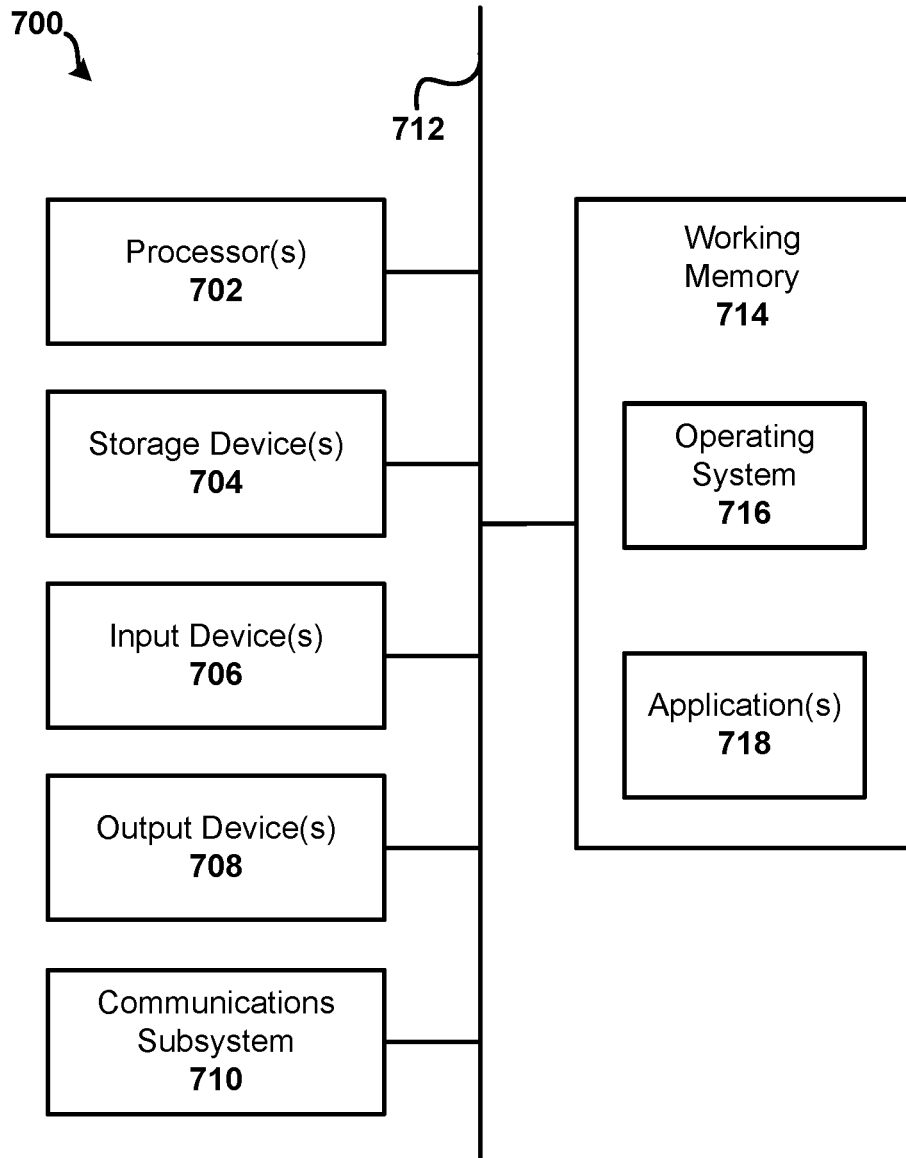 700
712
Processor(s)
702
Storage Device(s)
704
Input Device(s)
706
Output Device(s)
708
Communications
Subsystem
710
Working
Memory
714
Operating
System
716
Application(s)
718